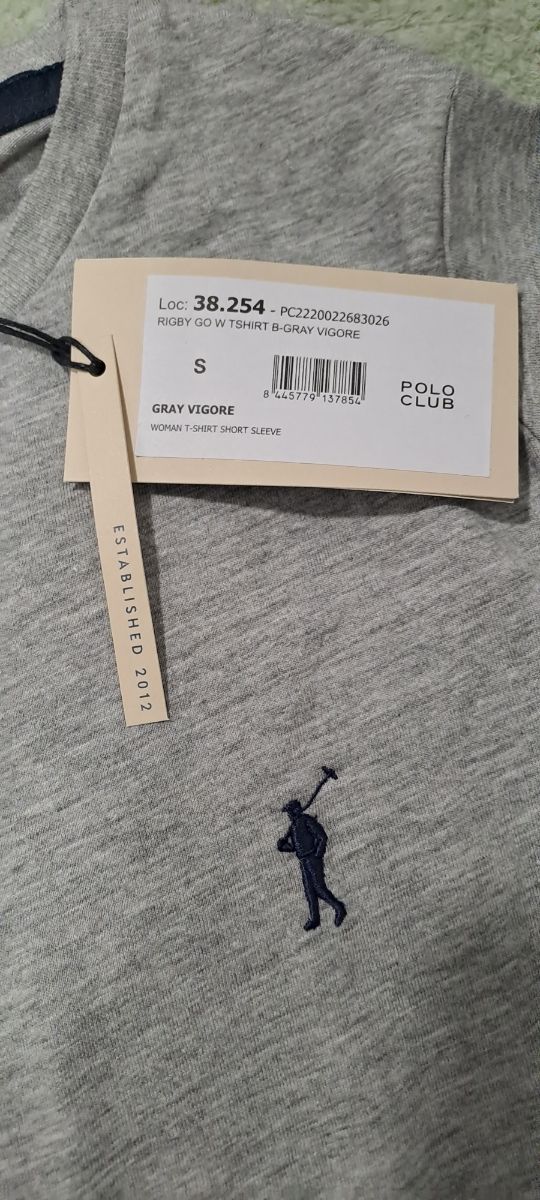 Loc: 38.254 - PC2220022683026
RIGBY GO W TSHIRT B-GRAY VIGORE
S
8 445779 137854
POLO
CLUB
GRAY VIGORE
WOMAN T-SHIRT SHORT SLEEVE
ESTABLISHED 2012